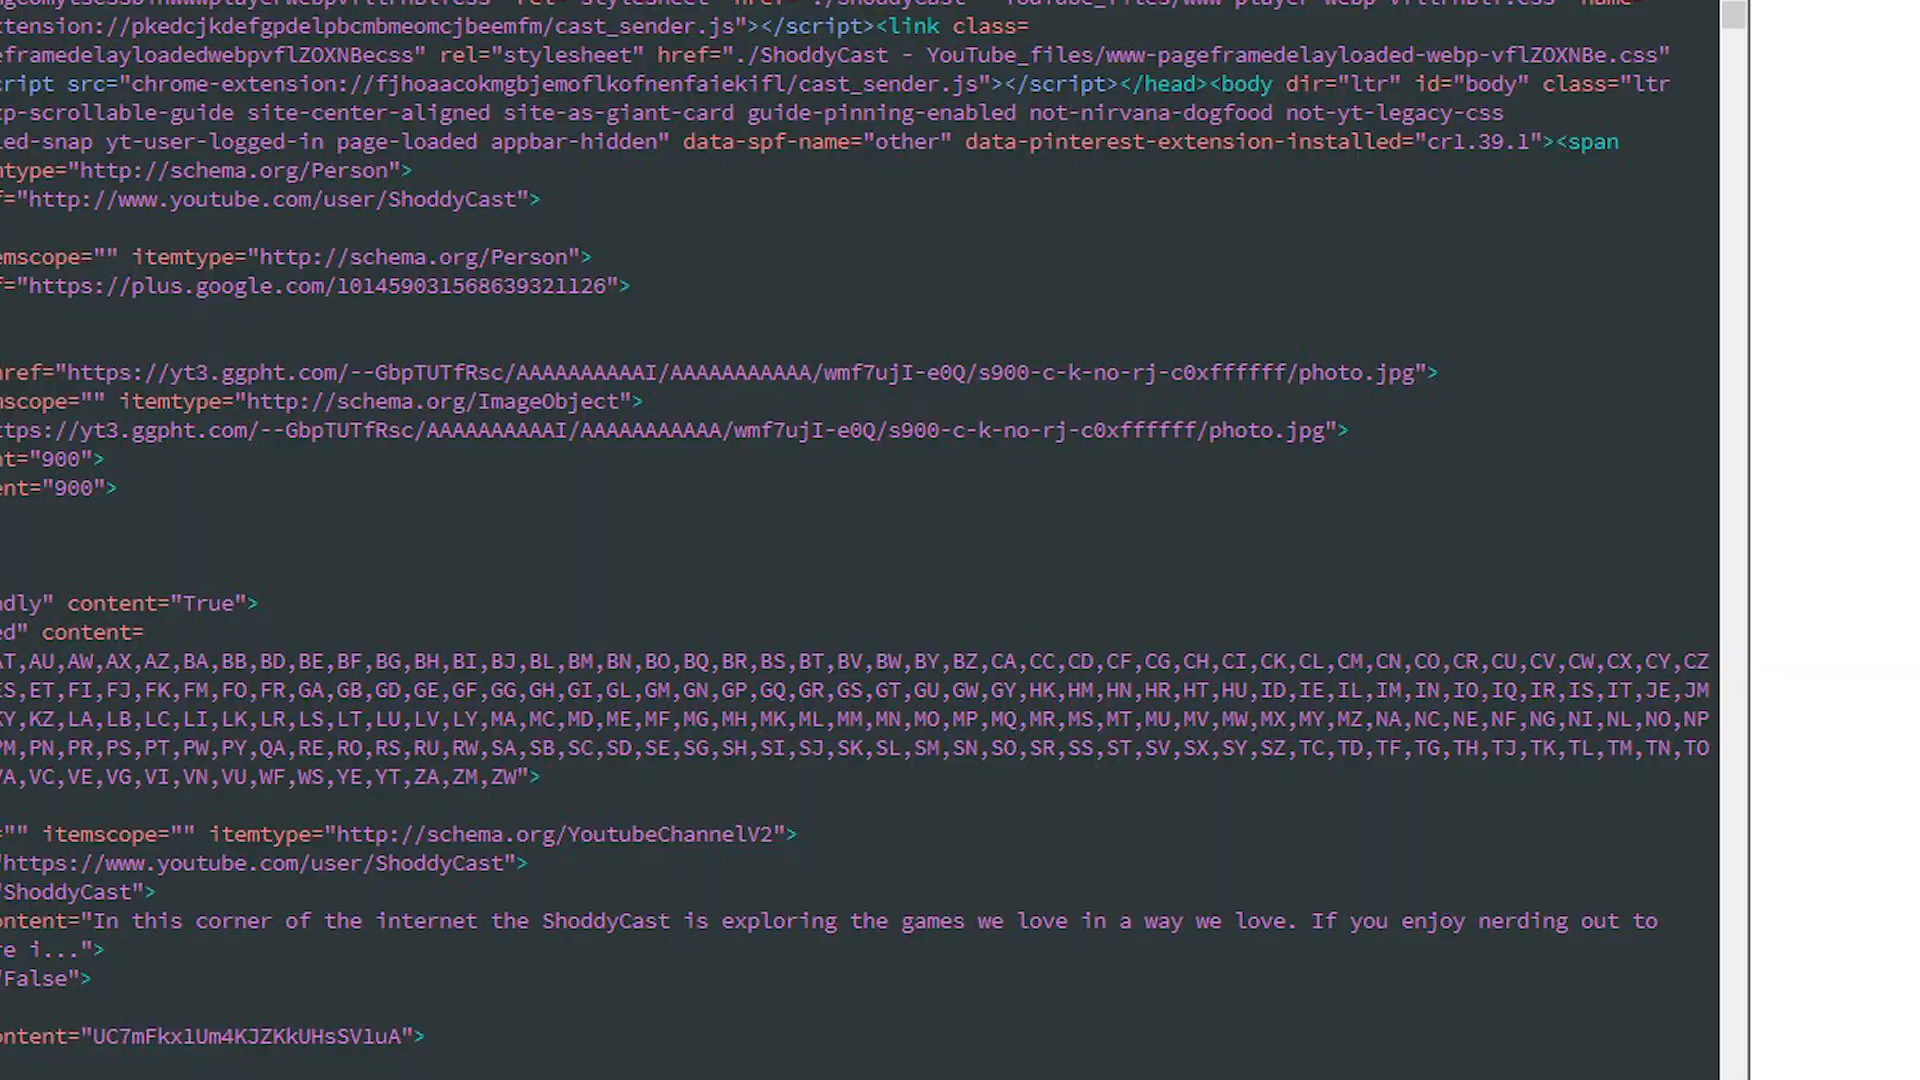 rel="stylesheet" href="./ShoddyCast - YouTube_files/www-player-webp-vflrnbtr.css" name=
xtension://pkedcjkdefgpdelpbcmbmeomcjbeemfm/cast_sender.js"></script><link class=
eframedelayloadedwebpvflZOXNBecss" rel="stylesheet" href="./ShoddyCast - YouTube_files/www-pageframedelayloaded-webp-vflZOXNBe.css"
cript src="chrome-extension://fjhoaacokmgbjemoflkofnenfaiekifl/cast_sender.js"></script></head><body dir="ltr" id="body" class="ltr
p-scrollable-guide site-center-aligned site-as-giant-card guide-pinning-enabled not-nirvana-dogfood not-yt-legacy-css
led-snap yt-user-logged-in page-loaded appbar-hidden" data-spf-name="other" data-pinterest-extension-installed="cr1.39.1"><span
mtype="http://schema.org/Person">
f="http://www.youtube.com/user/ShoddyCast">
emscope="" itemtype="http://schema.org/Person">
f="https://plus.google.com/101459031568639321126">
href="https://yt3.ggpht.com/--GbpTUTfRsc/AAAAAAAAAAI/AAAAAAAAAAA/wmf7ujI-e0Q/s900-c-k-no-rj-c0xffffff/photo.jpg">
mscope="" itemtype="http://schema.org/ImageObject">
ttps://yt3.ggpht.com/--GbpTUTfRsc/AAAAAAAAAAI/AAAAAAAAAAA/wmf7ujI-e0Q/s900-c-k-no-rj-c0xffffff/photo.jpg">
nt="900">
ent="900">
ndly" content="True">
ed" content=
AT,AU,AW,AX,AZ,BA,BB,BD,BE,BF,BG,BH,BI,BJ,BL,BM,BN,BO,BQ,BR,BS,BT,BV,BW,BY,BZ,CA,CC,CD,CF,CG,CH,CI,CK,CL,CM,CN,CO,CR,CU,CV,CW,CX,CY,CZ
ES,ET,FI,FJ,FK,FM,FO,FR,GA,GB,GD,GE,GF,GG,GH,GI,GL,GM,GN,GP,GQ,GR,GS,GT,GU,GW,GY,HK,HM,HN,HR,HT,HU,ID,IE,IL,IM,IN,IO,IQ,IR,IS,IT,JE,JM
KY,KZ,LA,LB,LC,LI,LK,LR,LS,LT,LU,LV,LY,MA,MC,MD,ME,MF,MG,MH,MK,ML,MM,MN,MO,MP,MQ,MR,MS,MT,MU,MV,MW,MX,MY,MZ,NA,NC,NE,NF,NG,NI,NL,NO,NP
PM,PN,PR,PS,PT,PW,PY,QA,RE,RO,RS,RU,RW,SA,SB,SC,SD,SE,SG,SH,SI,SJ,SK,SL,SM,SN,SO,SR,SS,ST,SV,SX,SY,SZ,TC,TD,TF,TG,TH,TJ,TK,TL,TM,TN,TO
VA,VC,VE,VG,VI,VN,VU,WF,WS,YE,YT,ZA,ZM,ZW">
="" itemscope="" itemtype="http://schema.org/YoutubeChannelV2">
"https://www.youtube.com/user/ShoddyCast">
"ShoddyCast">
ontent="In this corner of the internet the ShoddyCast is exploring the games we love in a way we love. If you enjoy nerding out to
re i...">
"False">
ontent="UC7mFkxlUm4KJZKkUHsSVluA">